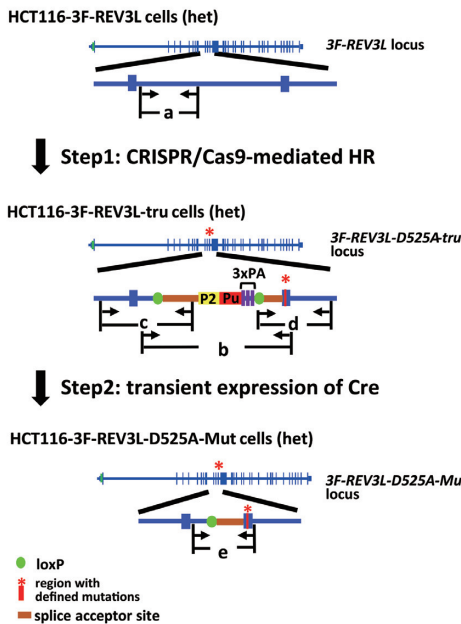 HCT116-3F-REV3L cells (het)
3F-REV3L locus
a
Step1: CRISPR/Cas9-mediated HR
HCT116-3F-REV3L-tru cells (het)
*
3F-REV3L-D525A-tru
locus
3xPA
*
P2 Pu
c
d
b
Step2: transient expression of Cre
HCT116-3F-REV3L-D525A-Mut cells (het)
*
3F-REV3L-D525A-Mu
locus
*
e
loxP
* region with
defined mutations
splice acceptor site